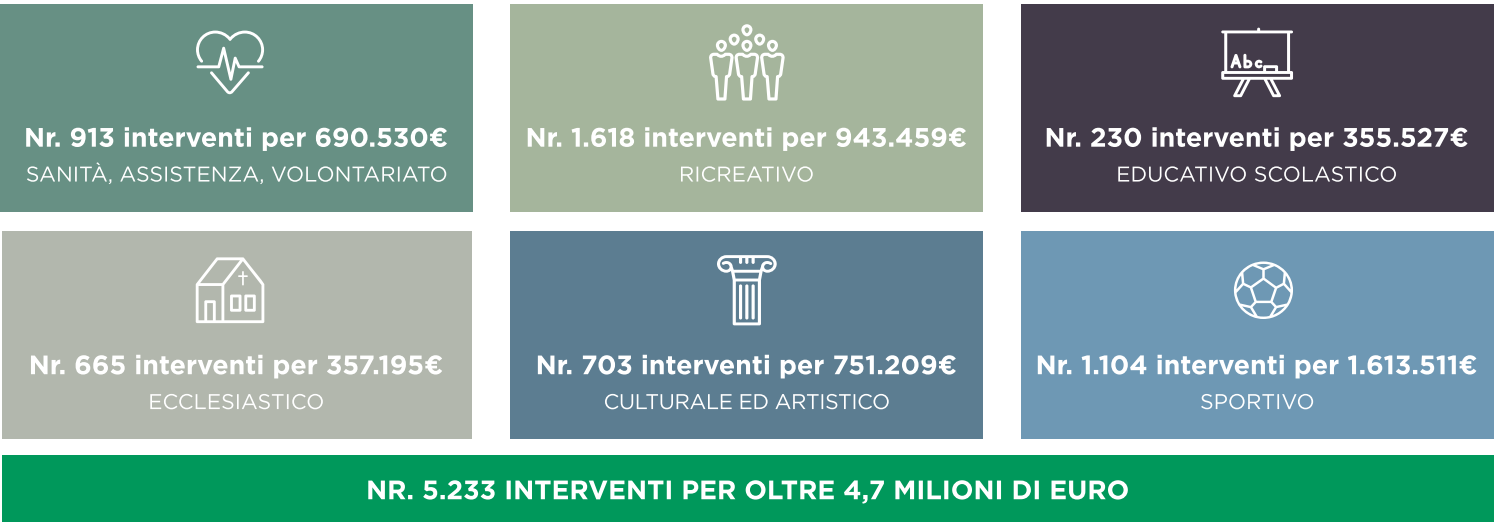 Abc
Nr. 913 interventi per 690.530€
SANITÀ, ASSISTENZA, VOLONTARIATO
Nr. 1.618 interventi per 943.459€
RICREATIVO
Nr. 230 interventi per 355.527€
EDUCATIVO SCOLASTICO
Nr. 665 interventi per 357.195€
ECCLESIASTICO
Nr. 703 interventi per 751.209€
CULTURALE ED ARTISTICO
Nr. 1.104 interventi per 1.613.511€
SPORTIVO
NR. 5.233 INTERVENTI PER OLTRE 4,7 MILIONI DI EURO